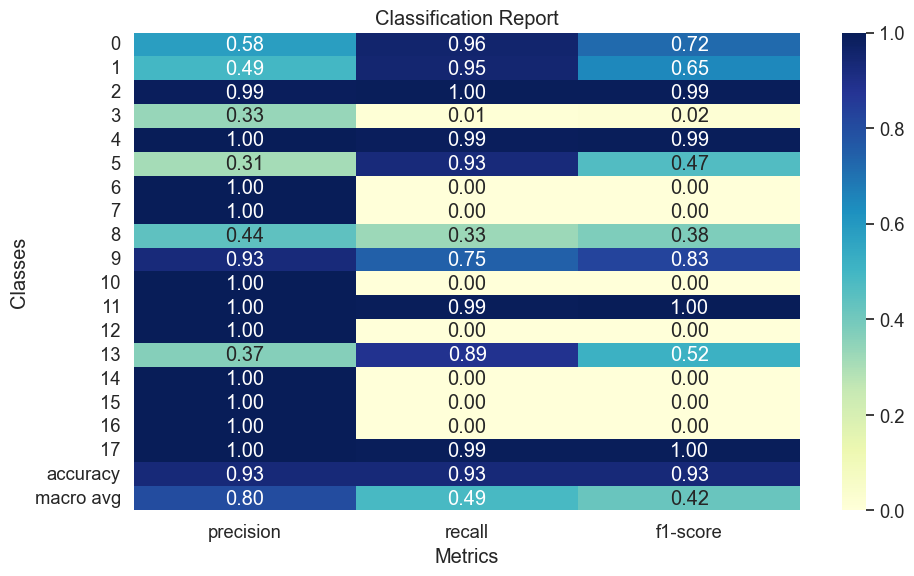 Classification Report
0 0.58 0.96 0.72 1.0
1 0.49 0.95 0.65
2 0.99 1.00 0.99
3 0.33 0.01 0.02
4 1.00 0.99 0.99 0.8
5 0.31 0.93 0.47
6 1.00 0.00 0.00
7 1.00 0.00 0.00
8 0.44 0.33 0.38 0.6
9 0.93 0.75 0.83
10 1.00 0.00 0.00
11 1.00 0.99 1.00
12 1.00 0.00 0.00 0.4
13 0.37 0.89 0.52
14 1.00 0.00 0.00
15 1.00 0.00 0.00
16 1.00 0.00 0.00 0.2
17 1.00 0.99 1.00
accuracy 0.93 0.93 0.93
macro avg 0.80 0.49 0.42 0.0
Classes
precision recall f1-score
Metrics